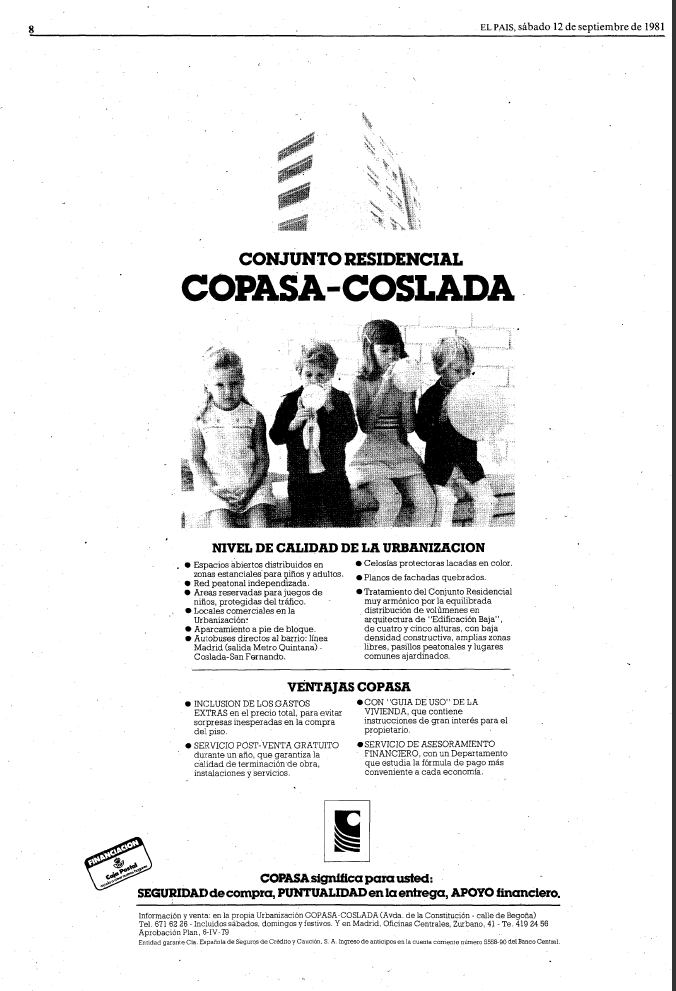 8
EL PAIS, sábado 12 de septiembre de 1981
CONJUNTO RESIDENCIAL
COPASA-COSLADA
NIVEL DE CALIDAD DE LA URBANIZACION
● Espacios abiertos distribuidos en
zonas estanciales para niños y adultos.
● Red peatonal independizada.
● Areas reservadas para juegos de
niños, protegidas del tráfico.
● Locales comerciales en la
Urbanización.
● Aparcamiento a pie de bloque.
● Autobuses directos al barrio: línea
Madrid (salida Metro Quintana) -
Coslada-San Fernando.
● Celosías protectoras lacadas en color.
● Planos de fachadas quebrados.
● Tratamiento del Conjunto Residencial
muy armónico por la equilibrada
distribución de volúmenes en
arquitectura de "Edificación Baja",
de cuatro y cinco alturas, con baja
densidad constructiva, amplias zonas
libres, pasillos peatonales y lugares
comunes ajardinados.
VENTAJAS COPASA
● INCLUSION DE LOS GASTOS
EXTRAS en el precio total, para evitar
sorpresas inesperadas en la compra
del piso.
● SERVICIO POST-VENTA GRATUITO
durante un año, que garantiza la
calidad de terminación de obra,
instalaciones y servicios.
● CON "GUIA DE USO" DE LA
VIVIENDA, que contiene
instrucciones de gran interés para el
propietario.
● SERVICIO DE ASESORAMIENTO
FINANCIERO, con un Departamento
que estudia la fórmula de pago más
conveniente a cada economía.
FINANCIACION
Caja Postal
COPASA significa para usted:
SEGURIDAD de compra, PUNTUALIDAD en la entrega, APOYO financiero.
Información y venta: en la propia Urbanización COPASA-COSLADA (Avda. de la Constitución - calle de Begoña)
Tel. 671 62 26 - Incluidos sábados, domingos y festivos. Y en Madrid, Oficinas Centrales, Zurbano, 41 - Te. 419 24 56
Aprobación Plan, 6-IV-79
Entidad garante Cía. Española de Seguros de Crédito y Caución, S. A. Ingreso de anticipos en la cuenta corriente número 5558-90 del Banco Central.